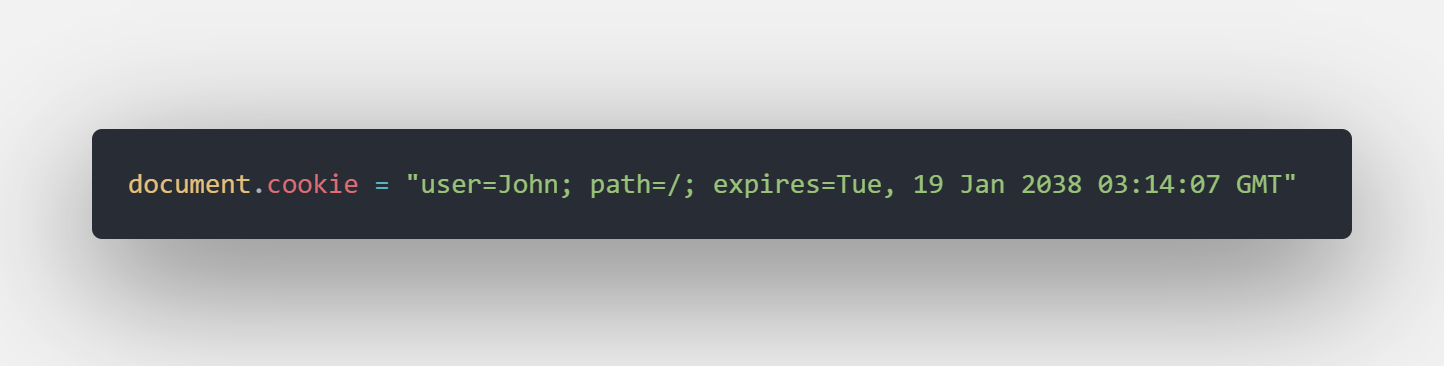 document.cookie = "user=John; path=/; expires=Tue, 19 Jan 2038 03:14:07 GMT"